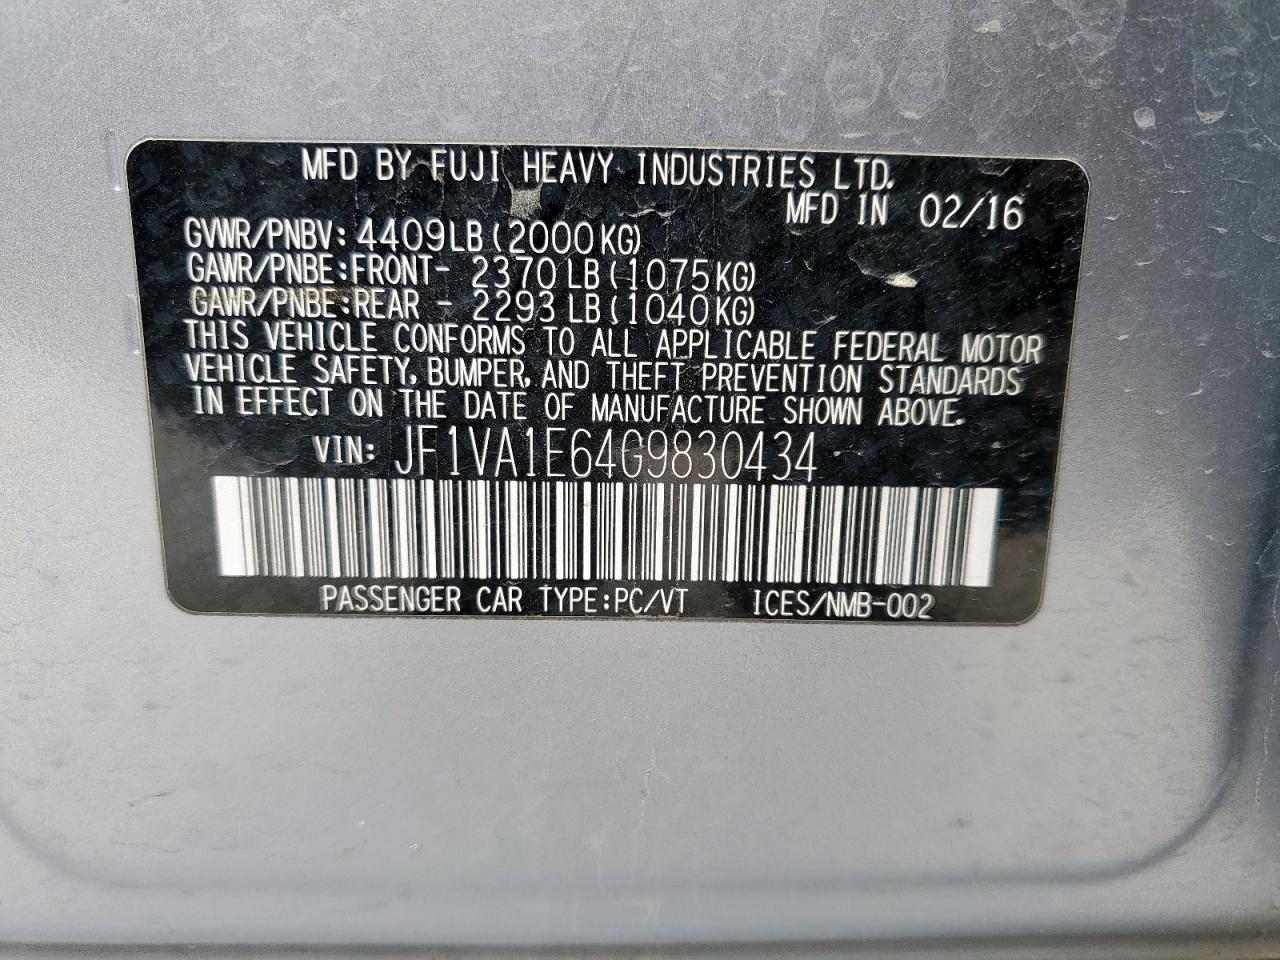 MFD BY FUJI HEAVY INDUSTRIES LTD.
MFD IN 02/16
GVWR/PNBV: 4409LB (2000KG)
GAWR/PNBE: FRONT- 2370 LB (1075KG)
GAWR/PNBE: REAR - 2293 LB (1040KG)
THIS VEHICLE CONFORMS TO ALL APPLICABLE FEDERAL MOTOR
VEHICLE SAFETY, BUMPER, AND THEFT PREVENTION STANDARDS
IN EFFECT ON THE DATE OF MANUFACTURE SHOWN ABOVE.
VIN: JF1VA1E64G9830434
PASSENGER CAR TYPE: PC/VT ICES/NMB-002